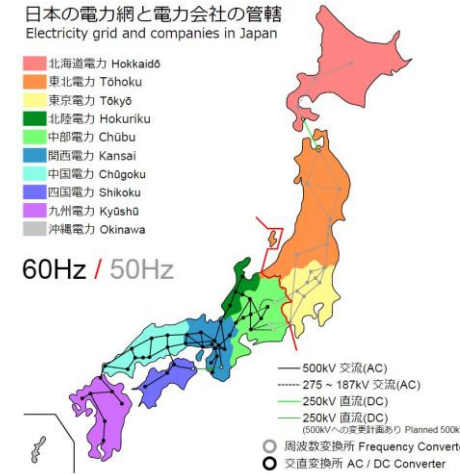 日本の電力網と電力会社の管轄
Electricity grid and companies in Japan
北海道電力 Hokkaidō
東北電力 Tōhoku
東京電力 Tōkyō
北陸電力 Hokuriku
中部電力 Chūbu
関西電力 Kansai
中国電力 Chūgoku
四国電力 Shikoku
九州電力 Kyūshū
沖縄電力 Okinawa
60Hz / 50Hz
500kV 交流(AC)
275 ~ 187kV 交流(AC)
250kV 直流(DC)
250kV 直流(DC)
(500kVへの変更計画あり Planned 500k
周波数変換所 Frequency Convert
交直変換所 AC / DC Converter